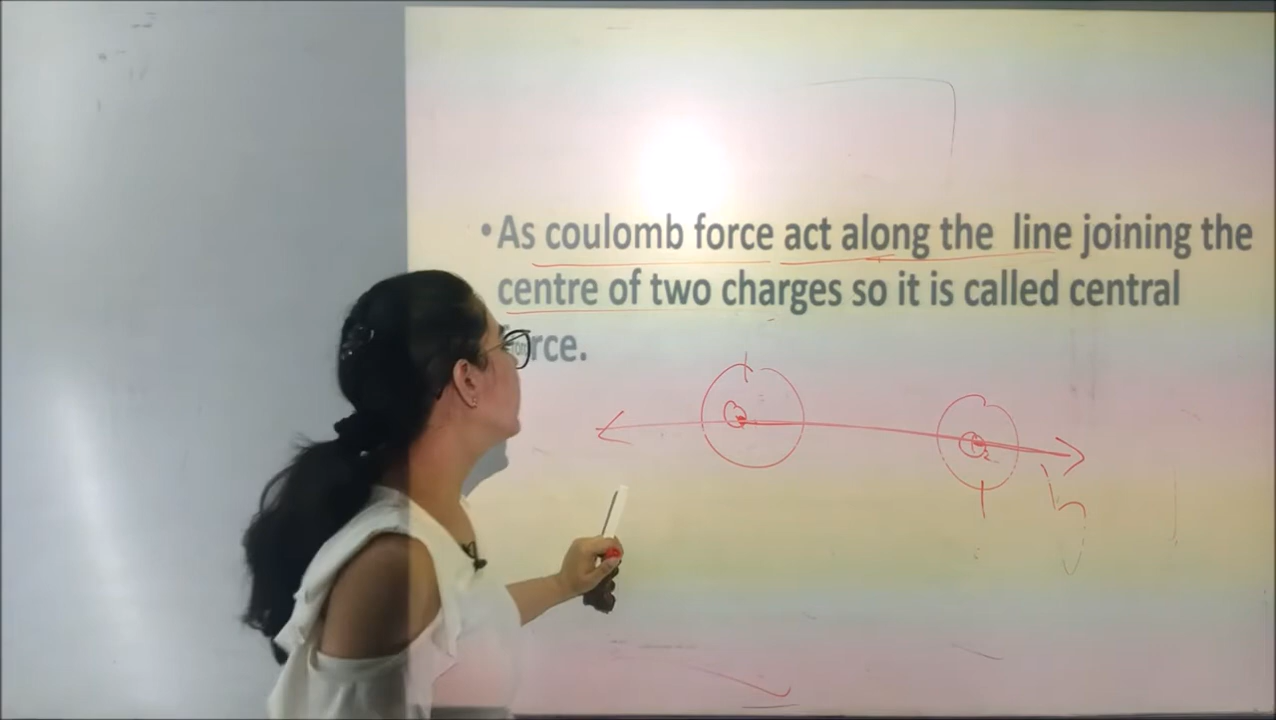 •As coulomb force act along the line joining the
centre of two charges so it is called central
force.